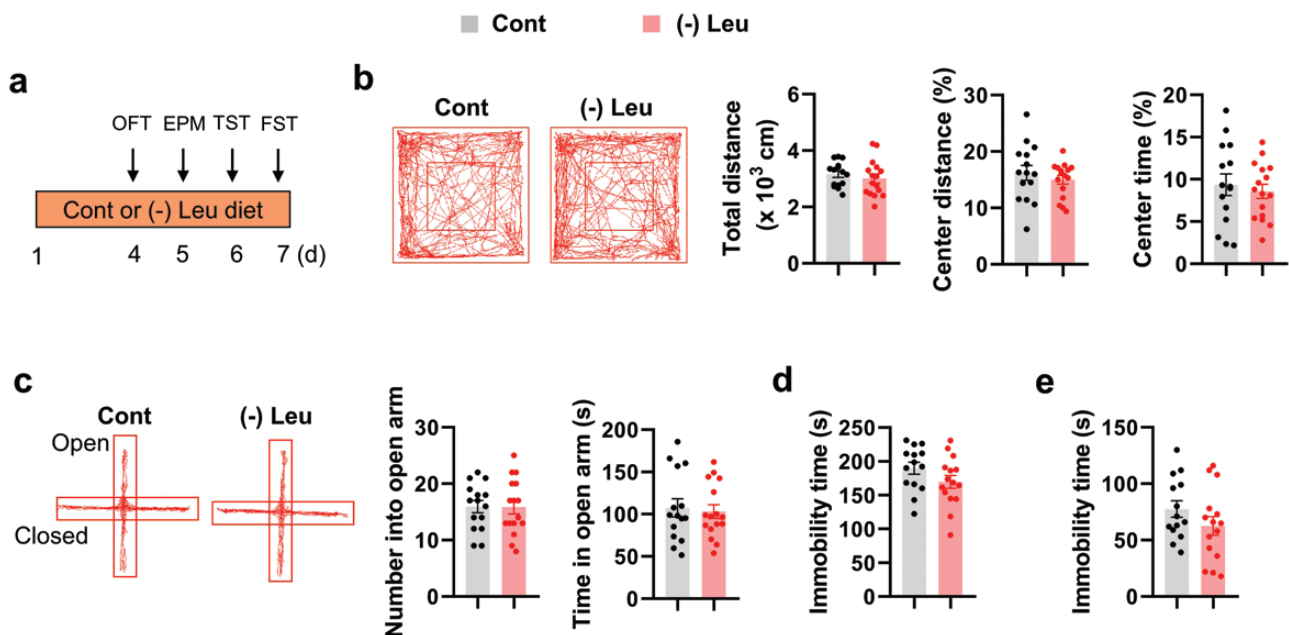 Cont (-) Leu
a
OFT EPM TST FST
Cont or (-) Leu diet
1 4 5 6 7 (d)
b
Cont (-) Leu
Total distance
(x 10³ cm)
6
4
2
0
Center distance (%)
30
20
10
0
Center time (%)
20
15
10
5
0
c
Cont (-) Leu
Open
Closed
Number into open arm
30
20
10
0
Time in open arm (s)
200
150
100
50
0
d
Immobility time (s)
250
200
150
100
50
0
e
Immobility time (s)
150
100
50
0